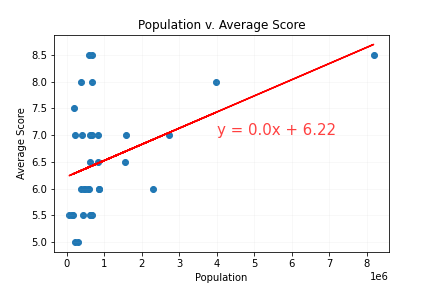 Population v. Average Score
8.5
8.0
7.5
7.0
6.5
6.0
5.5
5.0
Average Score
y = 0.0x + 6.22
0 1 2 3 4 5 6 7 8
1e6
Population